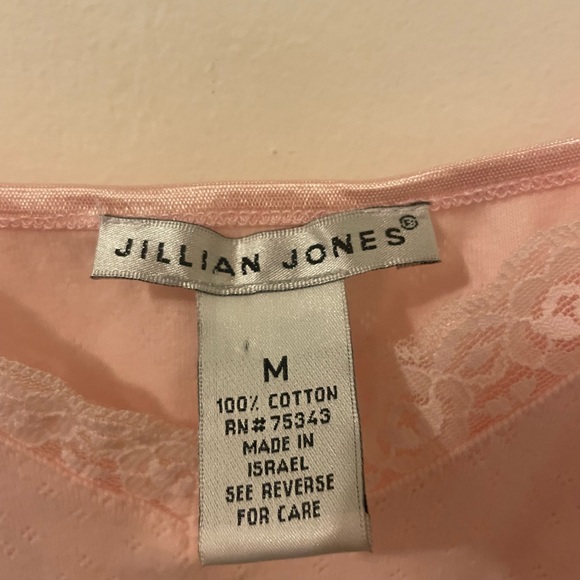 JILLIAN JONES®
M
100% COTTON
RN# 75343
MADE IN
ISRAEL
SEE REVERSE
FOR CARE